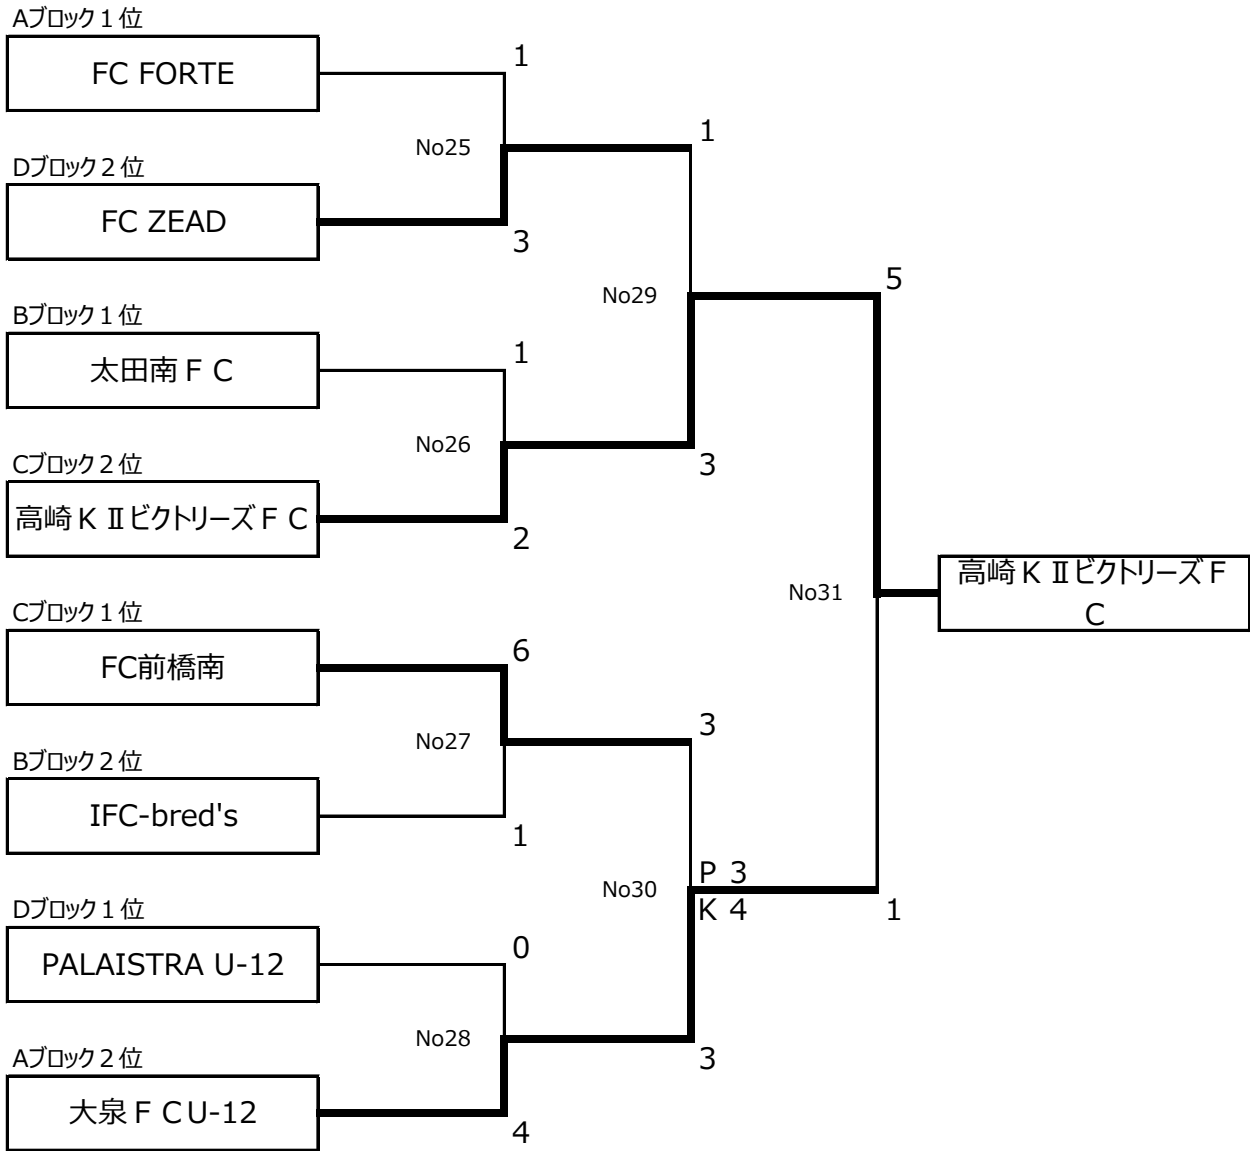 Aブロック１位
FC FORTE
1
No25
1
Dブロック２位
FC ZEAD
3
No29
5
Bブロック１位
太田南ＦＣ
1
No26
3
Cブロック２位
高崎ＫⅡビクトリーズＦＣ
2
No31
高崎ＫⅡビクトリーズＦ
Ｃ
Cブロック１位
FC前橋南
6
No27
3
Bブロック２位
IFC-bred's
1
No30
Ｐ 3
Ｋ 4
1
Dブロック１位
PALAISTRA U-12
0
No28
3
Aブロック２位
大泉ＦＣU-12
4